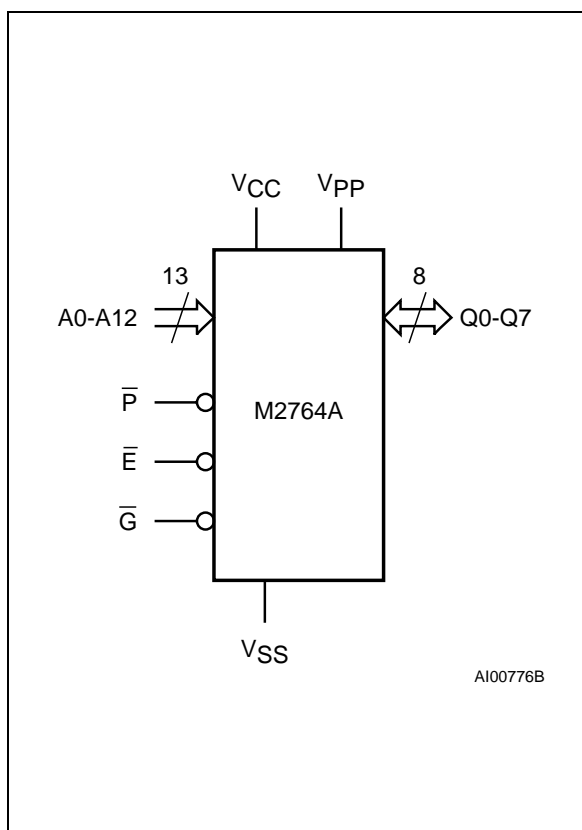 VCC VPP
13 8
A0-A12 Q0-Q7
P̅
M2764A
E̅
G̅
VSS
AI00776B